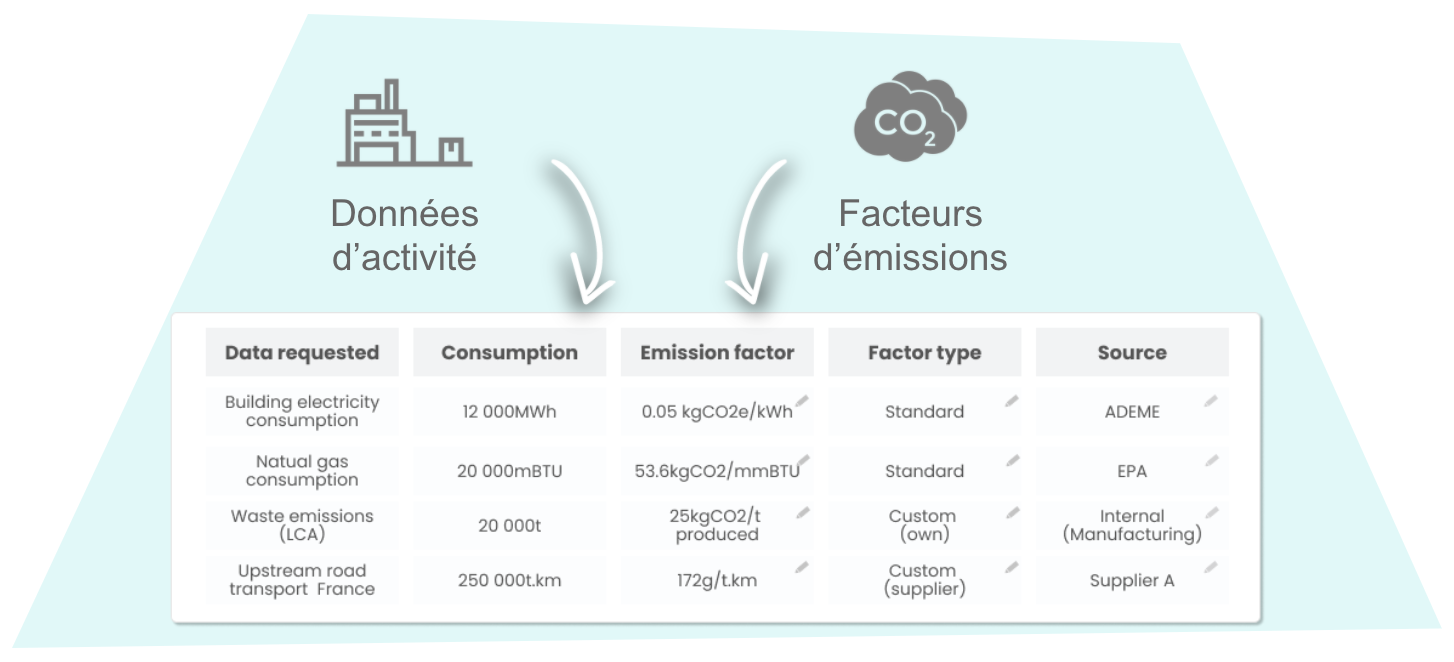 CO2
Données
d’activité
Facteurs
d’émissions
Data requested
Consumption
Emission factor
Factor type
Source
Building electricity
consumption
12 000MWh
0.05 kgCO2e/kWh
Standard
ADEME
Natual gas
consumption
20 000mBTU
53.6kgCO2/mmBTU
Standard
EPA
Waste emissions
(LCA)
20 000t
25kgCO2/t
produced
Custom
(own)
Internal
(Manufacturing)
Upstream road
transport  France
250 000t.km
172g/t.km
Custom
(supplier)
Supplier A